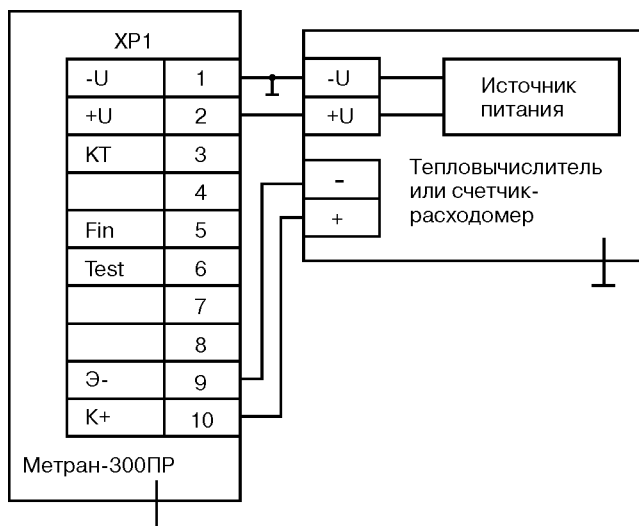 XP1
-U 1
+U 2
КТ 3
4
Fin 5
Test 6
7
8
Э- 9
К+ 10
Метран-300ПР
-U
+U
-
+
Источник
питания
Тепловычислитель
или счетчик-
расходомер